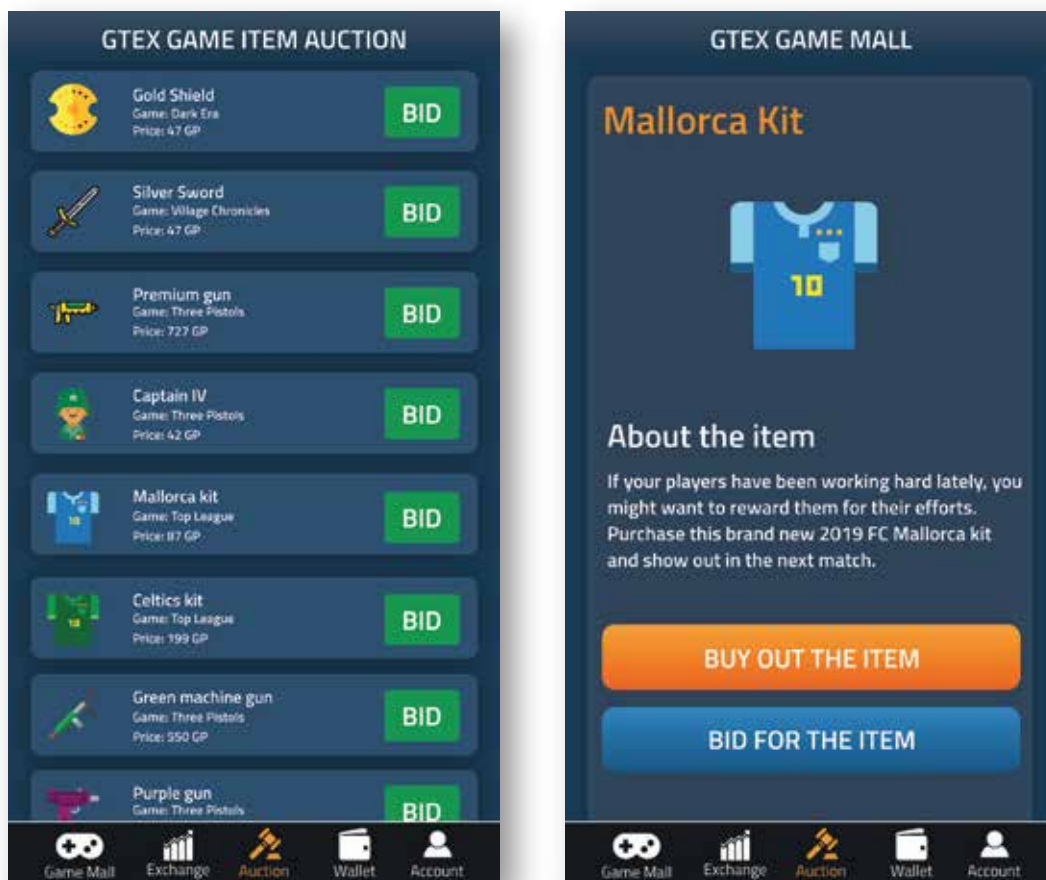 GTEX GAME ITEM AUCTION
Gold Shield
Game: Dark Era
Price: 47 GP
BID
Silver Sword
Game: Village Chronicles
Price: 47 GP
BID
Premium gun
Game: Three Pistols
Price: 727 GP
BID
Captain IV
Game: Three Pistols
Price: 42 GP
BID
Mallorca kit
Game: Top League
Price: 87 GP
BID
10
Celtics kit
Game: Top League
Price: 199 GP
BID
Green machine gun
Game: Three Pistols
Price: 550 GP
BID
Purple gun
Game: Three Pistols
BID
Game Mall Exchange Auction Wallet Account
GTEX GAME MALL
Mallorca Kit
10
About the item
If your players have been working hard lately, you
might want to reward them for their efforts.
Purchase this brand new 2019 FC Mallorca kit
and show out in the next match.
BUY OUT THE ITEM
BID FOR THE ITEM
Game Mall Exchange Auction Wallet Account